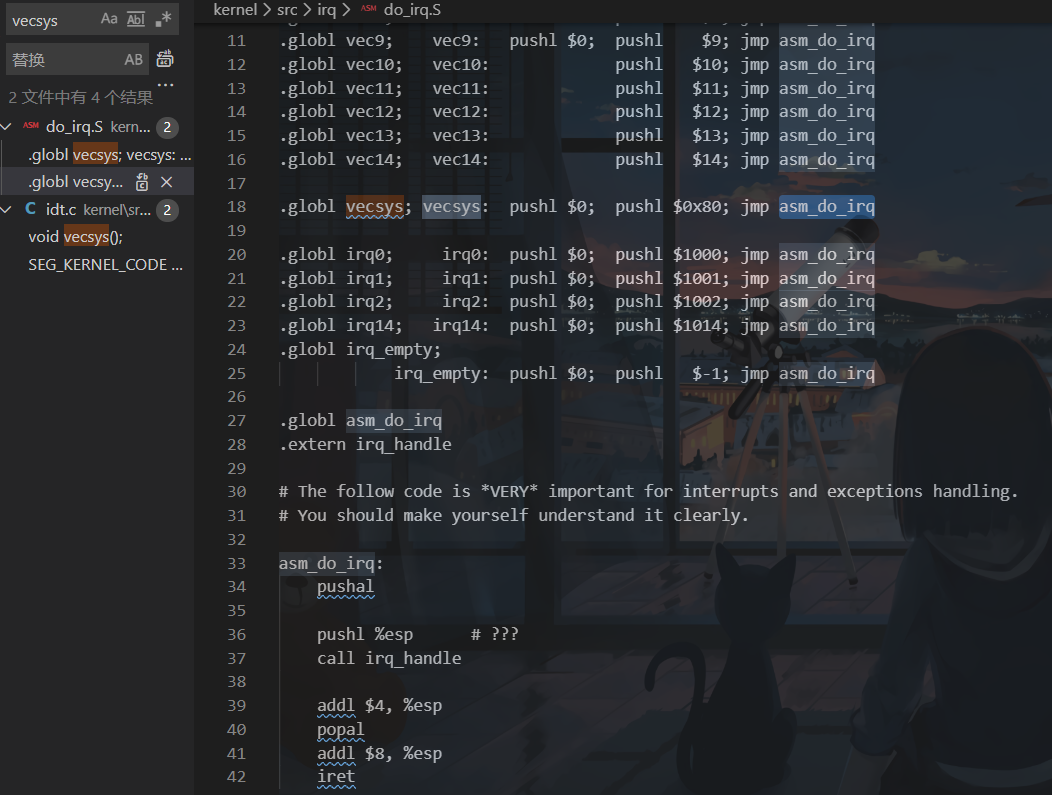 vecsys Aa Ab .*
替换 AB
...
2 文件中有 4 个结果
ASM do_irq.S kern... 2
.globl vecsys; vecsys: ...
.globl vecsy...
C idt.c kernel\sr... 2
void vecsys();
SEG_KERNEL_CODE ...
kernel > src > irq > ASM do_irq.S
11 .globl vec9; vec9: pushl $0; pushl $9; jmp asm_do_irq
12 .globl vec10; vec10: pushl $10; jmp asm_do_irq
13 .globl vec11; vec11: pushl $11; jmp asm_do_irq
14 .globl vec12; vec12: pushl $12; jmp asm_do_irq
15 .globl vec13; vec13: pushl $13; jmp asm_do_irq
16 .globl vec14; vec14: pushl $14; jmp asm_do_irq
17
18 .globl vecsys; vecsys: pushl $0; pushl $0x80; jmp asm_do_irq
19
20 .globl irq0; irq0: pushl $0; pushl $1000; jmp asm_do_irq
21 .globl irq1; irq1: pushl $0; pushl $1001; jmp asm_do_irq
22 .globl irq2; irq2: pushl $0; pushl $1002; jmp asm_do_irq
23 .globl irq14; irq14: pushl $0; pushl $1014; jmp asm_do_irq
24 .globl irq_empty;
25 irq_empty: pushl $0; pushl $-1; jmp asm_do_irq
26
27 .globl asm_do_irq
28 .extern irq_handle
29
30 # The follow code is *VERY* important for interrupts and exceptions handling.
31 # You should make yourself understand it clearly.
32
33 asm_do_irq:
34 pushal
35
36 pushl %esp # ???
37 call irq_handle
38
39 addl $4, %esp
40 popal
41 addl $8, %esp
42 iret